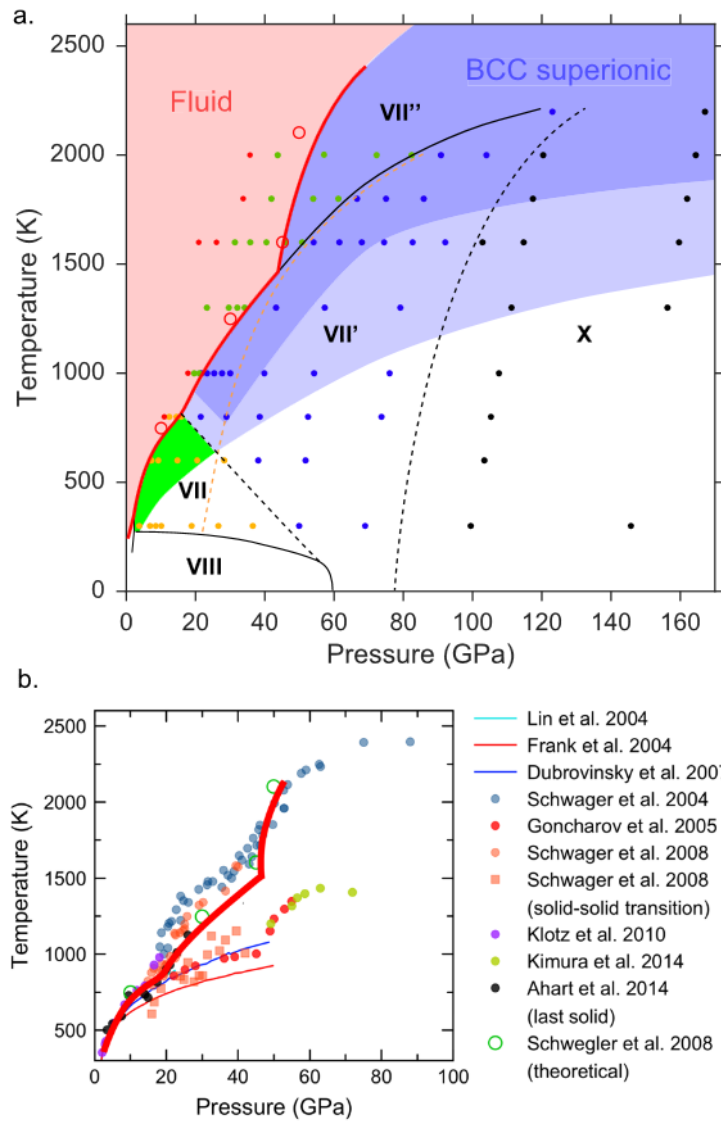 a.
2500
2000
1500
1000
500
0
Temperature (K)
Fluid
BCC superionic
VII''
VII'
X
VII
VIII
0 20 40 60 80 100 120 140 160
Pressure (GPa)
b.
2500
2000
1500
1000
500
Temperature (K)
0 20 40 60 80 100
Pressure (GPa)
Lin et al. 2004
Frank et al. 2004
Dubrovinsky et al. 2007
Schwager et al. 2004
Goncharov et al. 2005
Schwager et al. 2008
Schwager et al. 2008
(solid-solid transition)
Klotz et al. 2010
Kimura et al. 2014
Ahart et al. 2014
(last solid)
Schwegler et al. 2008
(theoretical)